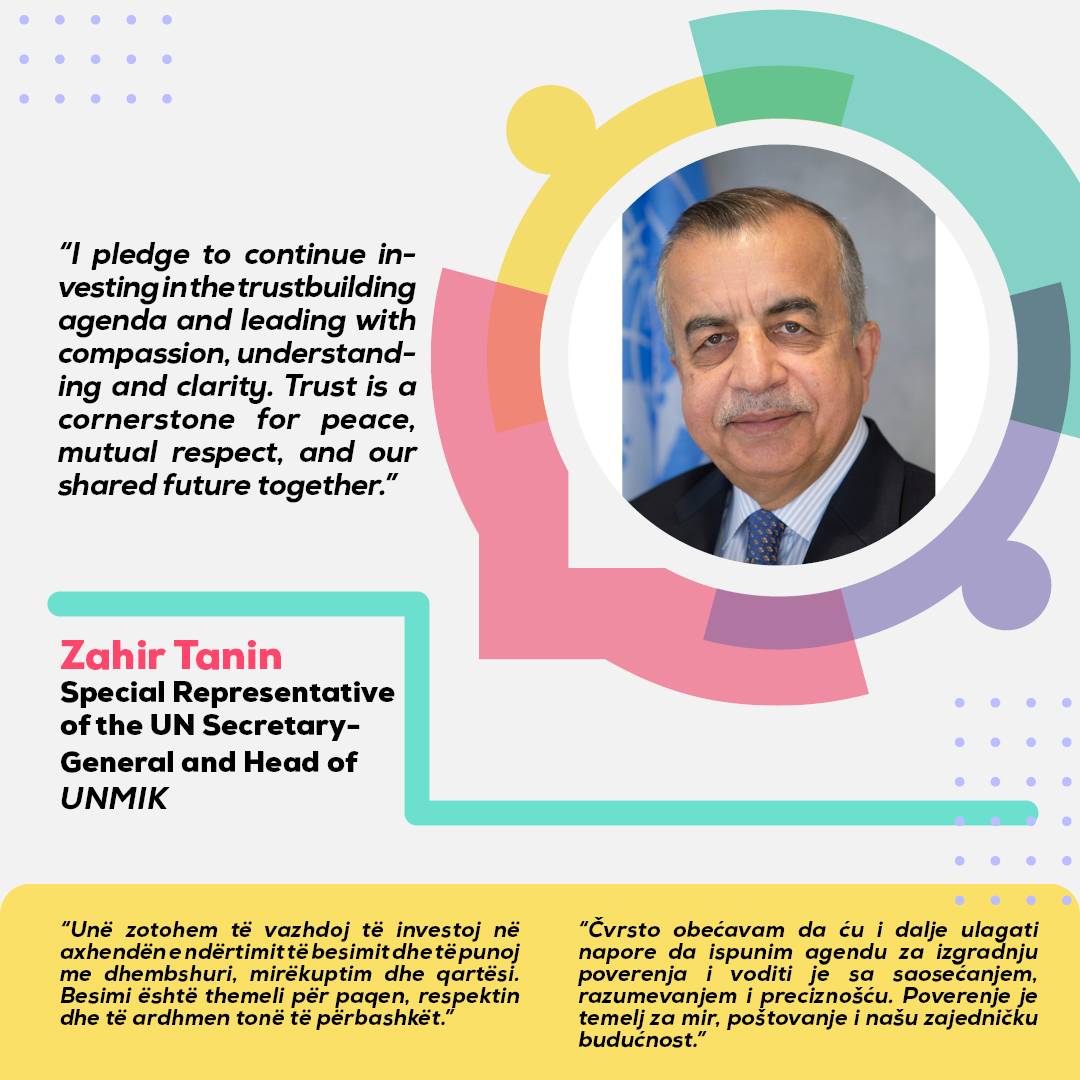 “I pledge to continue in-
vesting in the trustbuilding
agenda and leading with
compassion, understand-
ing and clarity. Trust is a
cornerstone for peace,
mutual respect, and our
shared future together.”
Zahir Tanin
Special Representative
of the UN Secretary-
General and Head of
UNMIK
“Unë zotohem të vazhdoj të investoj në
axhendën e ndërtimit të besimit dhe të punoj
me dhembshuri, mirëkuptim dhe qartësi.
Besimi është themeli për paqen, respektin
dhe të ardhmen tonë të përbashkët.”
“Čvrsto obećavam da ću i dalje ulagati
napore da ispunim agendu za izgradnju
poverenja i voditi je sa saosećanjem,
razumevanjem i preciznošću. Poverenje je
temelj za mir, poštovanje i našu zajedničku
budućnost.”